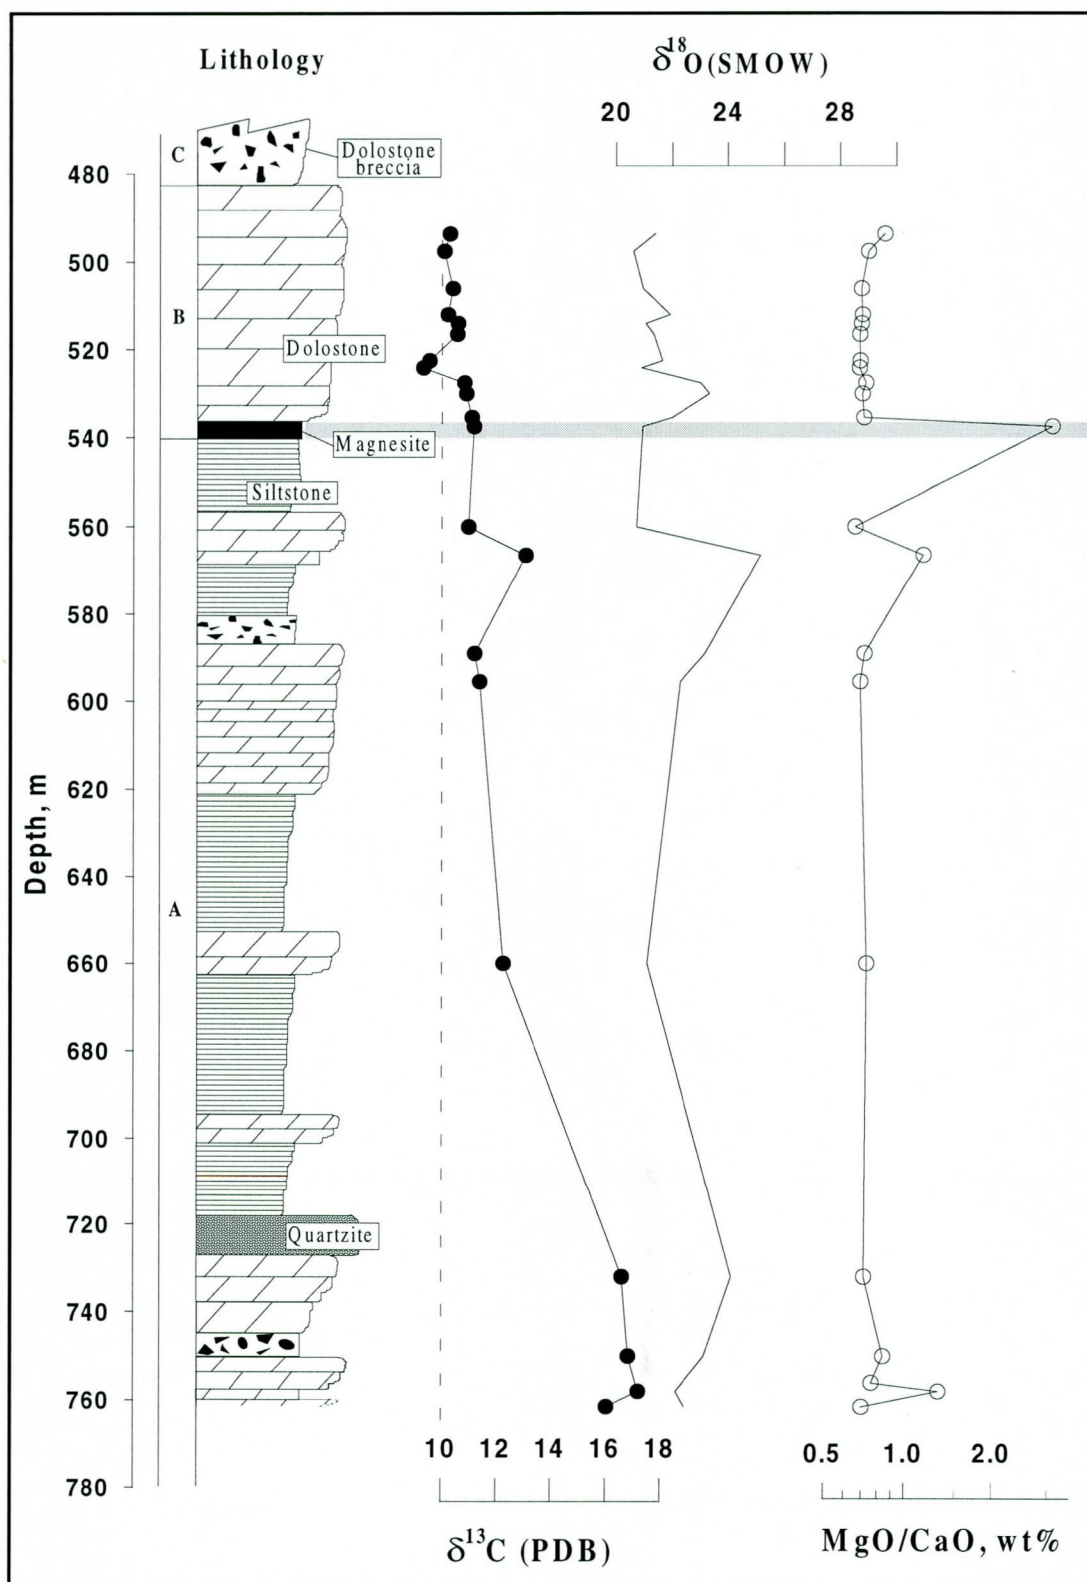 Lithology
δ18O(SMOW)
20 24 28
C
Dolostone
breccia
480
500
B
520
Dolostone
540
Magnesite
Siltstone
560
580
600
620
Depth, m
640
A
660
680
700
720
Quartzite
740
760
780
10 12 14 16 18
0.5 1.0 2.0
δ13C (PDB)
MgO/CaO, wt%